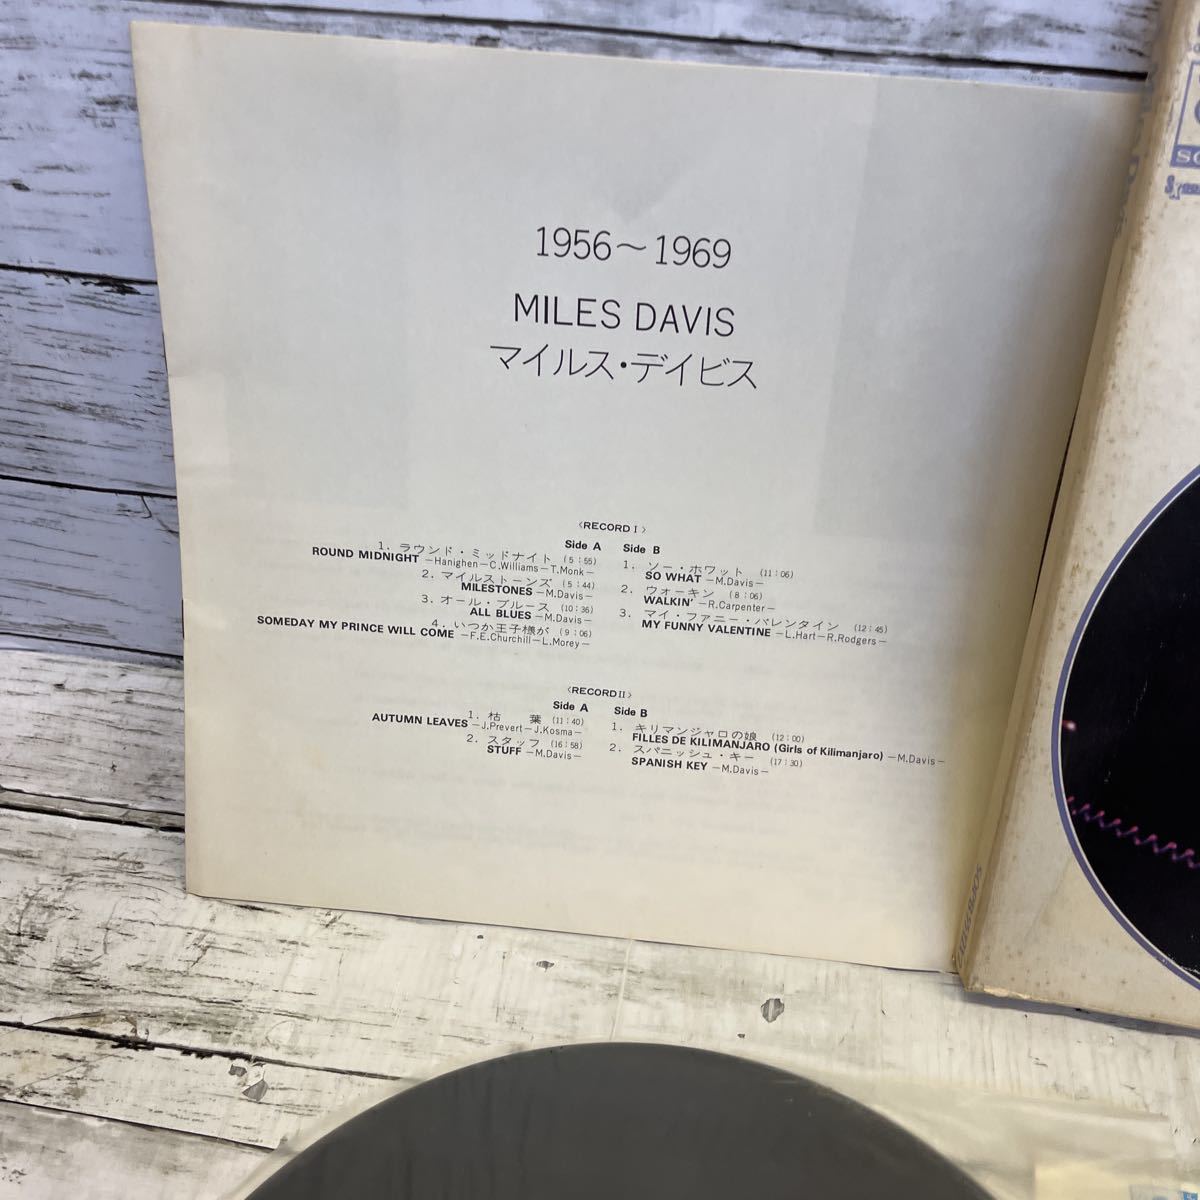 1956〜1969
MILES DAVIS
マイルス・デイビス
〈RECORD I〉
Side A
1. ラウンド・ミッドナイト (5:55)
ROUND MIDNIGHT —Hanighen—C.Williams—T.Monk—
2. マイルストーンズ (5:44)
MILESTONES —M.Davis—
3. オール・ブルース (10:36)
ALL BLUES —M.Davis—
4. いつか王子様が (9:06)
SOMEDAY MY PRINCE WILL COME —F.E.Churchill—L.Morey—
Side B
1. ソー・ホワット (11:06)
SO WHAT —M.Davis—
2. ウォーキン (8:06)
WALKIN' —R.Carpenter—
3. マイ・ファニー・バレンタイン (12:45)
MY FUNNY VALENTINE —L.Hart—R.Rodgers—
〈RECORD II〉
Side A
1. 枯 葉 (11:40)
AUTUMN LEAVES —J.Prevert—J.Kosma—
2. スタッフ (16:58)
STUFF —M.Davis—
Side B
1. キリマンジャロの娘 (12:00)
FILLES DE KILIMANJARO (Girls of Kilimanjaro) —M.Davis—
2. スパニッシュ・キー (17:30)
SPANISH KEY —M.Davis—